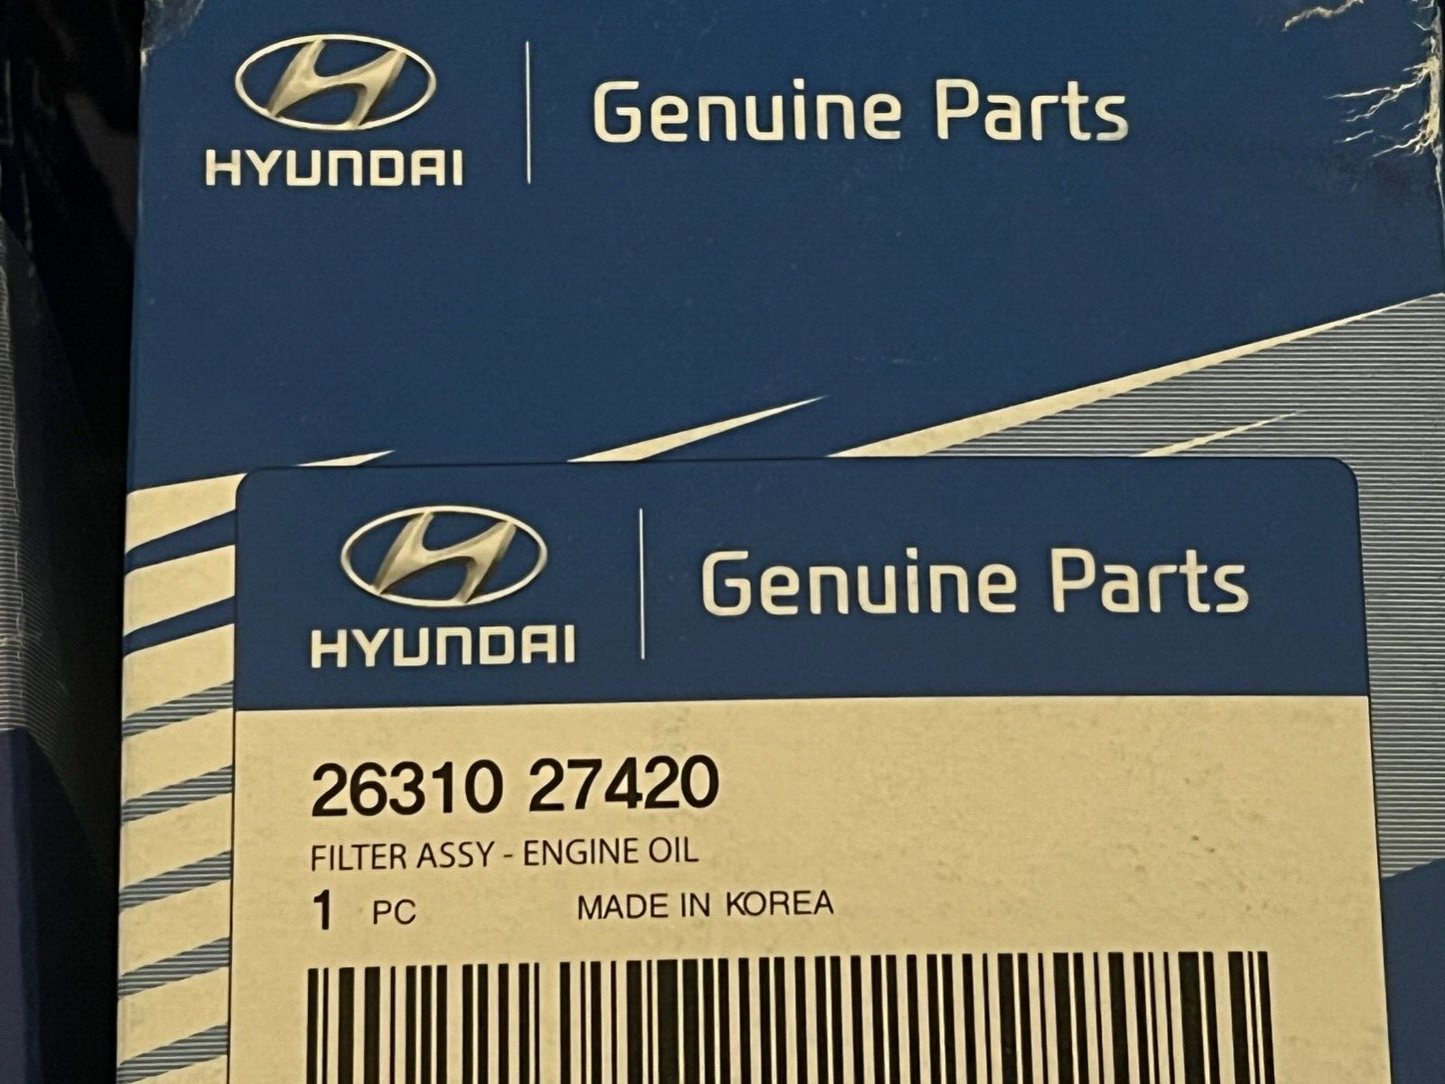 HYUNDAI
Genuine Parts
HYUNDAI
Genuine Parts
26310 27420
FILTER ASSY - ENGINE OIL
1 PC MADE IN KOREA